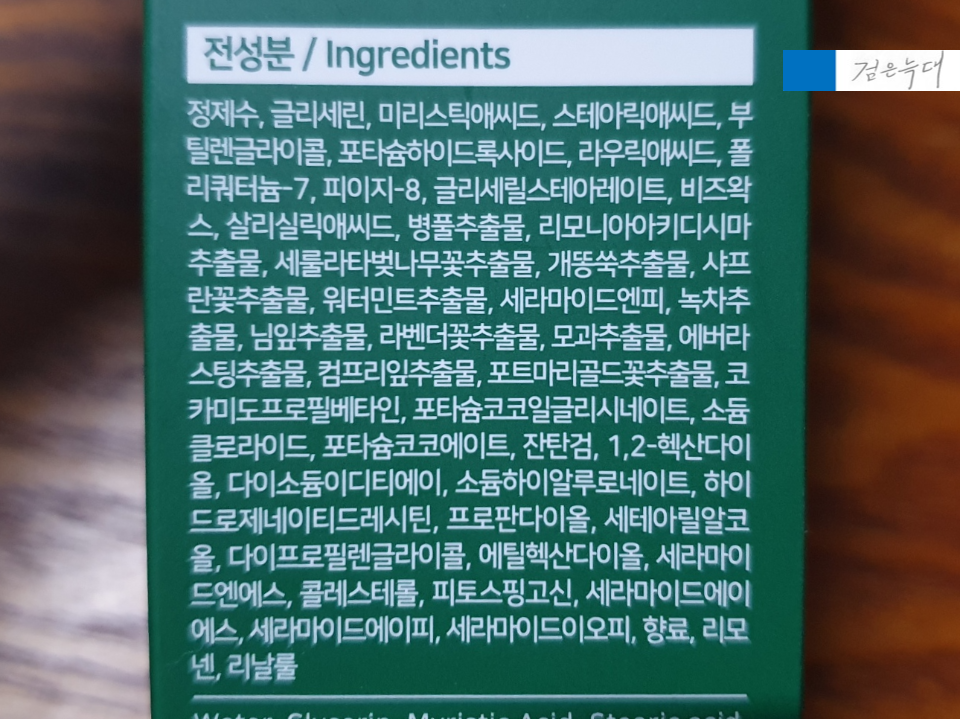 전성분 / Ingredients
검은늑대
정제수, 글리세린, 미리스틱애씨드, 스테아릭애씨드, 부
틸렌글라이콜, 포타슘하이드록사이드, 라우릭애씨드, 폴
리쿼터늄-7, 피이지-8, 글리세릴스테아레이트, 비즈왁
스, 살리실릭애씨드, 병풀추출물, 리모니아아키디시마
추출물, 세룰라타벚나무꽃추출물, 개똥쑥추출물, 샤프
란꽃추출물, 워터민트추출물, 세라마이드엔피, 녹차추
출물, 님잎추출물, 라벤더꽃추출물, 모과추출물, 에버라
스팅추출물, 컴프리잎추출물, 포트마리골드꽃추출물, 코
카미도프로필베타인, 포타슘코코일글리시네이트, 소듐
클로라이드, 포타슘코코에이트, 잔탄검, 1,2-헥산다이
올, 다이소듐이디티에이, 소듐하이알루로네이트, 하이
드로제네이티드레시틴, 프로판다이올, 세테아릴알코
올, 다이프로필렌글라이콜, 에틸헥산다이올, 세라마이
드엔에스, 콜레스테롤, 피토스핑고신, 세라마이드에이
에스, 세라마이드에이피, 세라마이드이오피, 향료, 리모
넨, 리날룰
Water, Glycerin, Myristic Acid, Stearic acid,